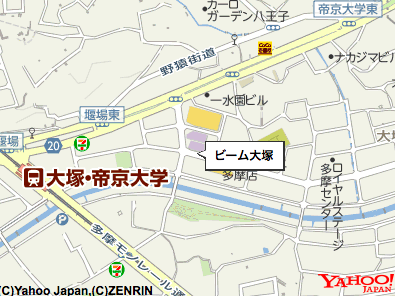 カーロ
ガーデン八王子
帝京大学東
野猿街道
ナカジマビル
一水園ビル
堰場東
堰場
20
大塚
ビーム大塚
大塚・帝京大学
多摩店
ロイヤルステージ
多摩センター
多摩モノレール通
P
YAHOO!
(C)Yahoo Japan,(C)ZENRIN